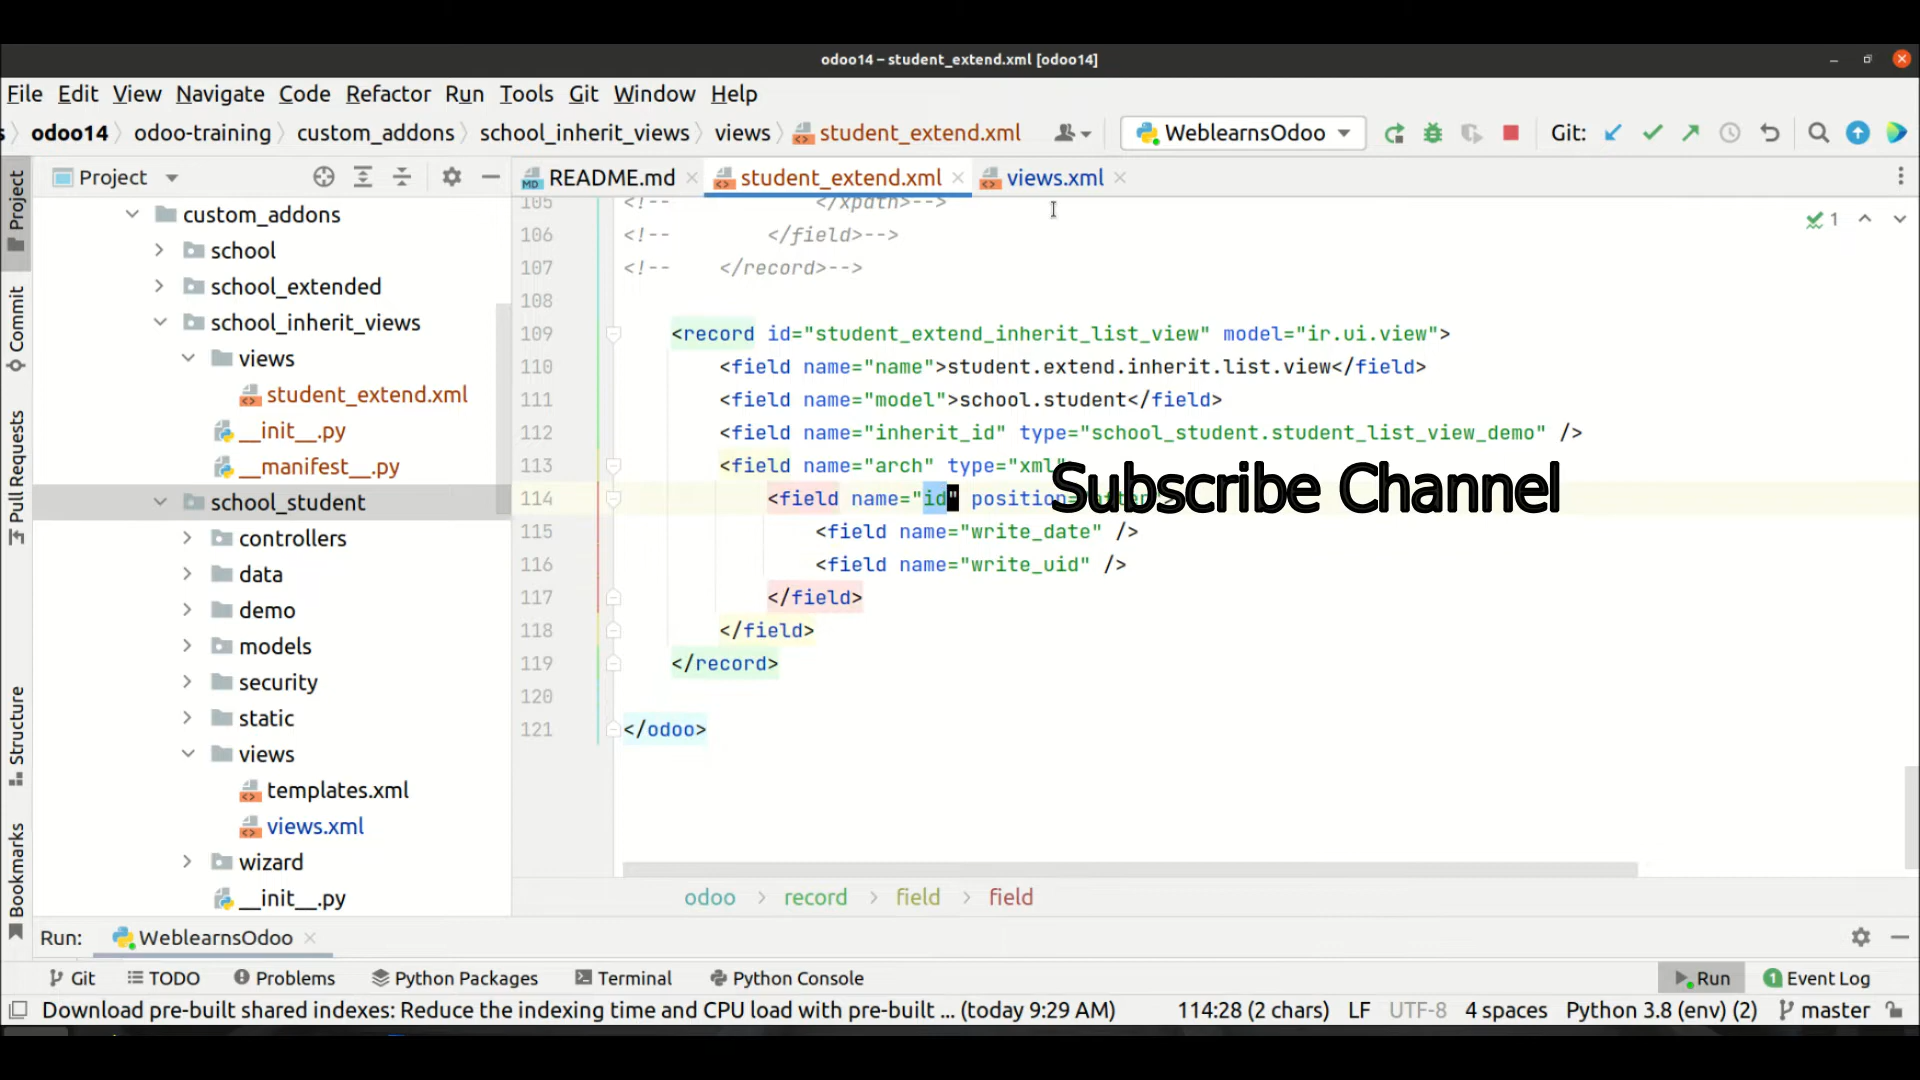 odoo14 – student_extend.xml [odoo14]
File Edit View Navigate Code Refactor Run Tools Git Window Help
odoo14 odoo-training custom_addons school_inherit_views views student_extend.xml WeblearnsOdoo Git:
Project README.md student_extend.xml views.xml
Project
Commit
Pull Requests
Structure
Bookmarks
custom_addons
school
school_extended
school_inherit_views
views
student_extend.xml
__init__.py
__manifest__.py
school_student
controllers
data
demo
models
security
static
views
templates.xml
views.xml
wizard
__init__.py
1
105 <!-- </xpath>-->
106 <!-- </field>-->
107 <!-- </record>-->
108
109 <record id="student_extend_inherit_list_view" model="ir.ui.view">
110 <field name="name">student.extend.inherit.list.view</field>
111 <field name="model">school.student</field>
112 <field name="inherit_id" type="school_student.student_list_view_demo" />
113 <field name="arch" type="xml">
114 <field name="id" position=
Subscribe Channel
115 <field name="write_date" />
116 <field name="write_uid" />
117 </field>
118 </field>
119 </record>
120
121 </odoo>
odoo > record > field > field
Run: WeblearnsOdoo
Git TODO Problems Python Packages Terminal Python Console Run 1 Event Log
Download pre-built shared indexes: Reduce the indexing time and CPU load with pre-built ... (today 9:29 AM) 114:28 (2 chars) LF UTF-8 4 spaces Python 3.8 (env) (2) master